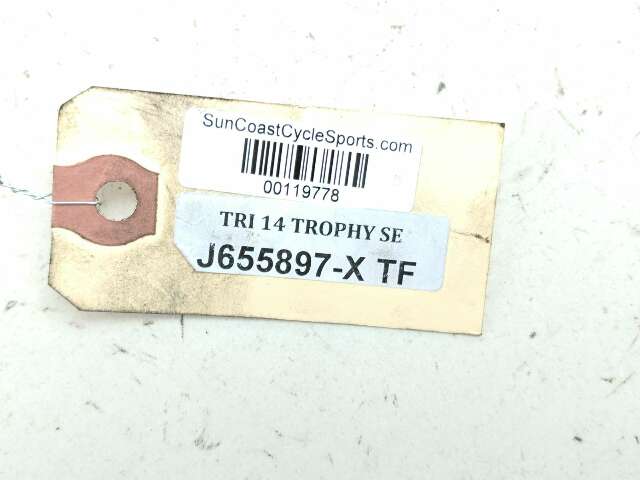 SunCoastCycleSports.com
00119778
TRI 14 TROPHY SE
J655897-X TF